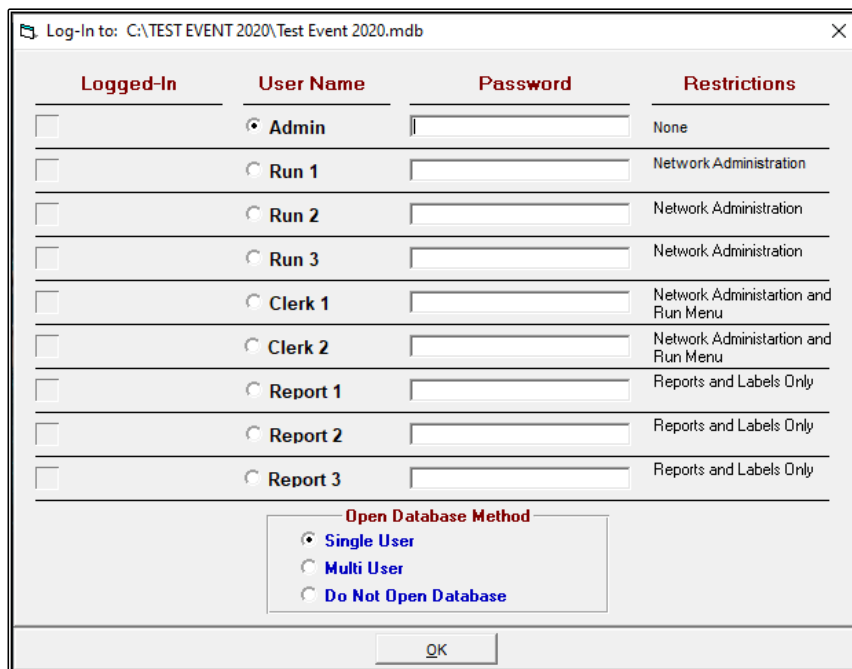 Log-In to: C:\TEST EVENT 2020\Test Event 2020.mdb
Logged-In User Name Password Restrictions
Admin None
Run 1 Network Administration
Run 2 Network Administration
Run 3 Network Administration
Clerk 1 Network Administartion and
Run Menu
Clerk 2 Network Administartion and
Run Menu
Report 1 Reports and Labels Only
Report 2 Reports and Labels Only
Report 3 Reports and Labels Only
Open Database Method
Single User
Multi User
Do Not Open Database
OK